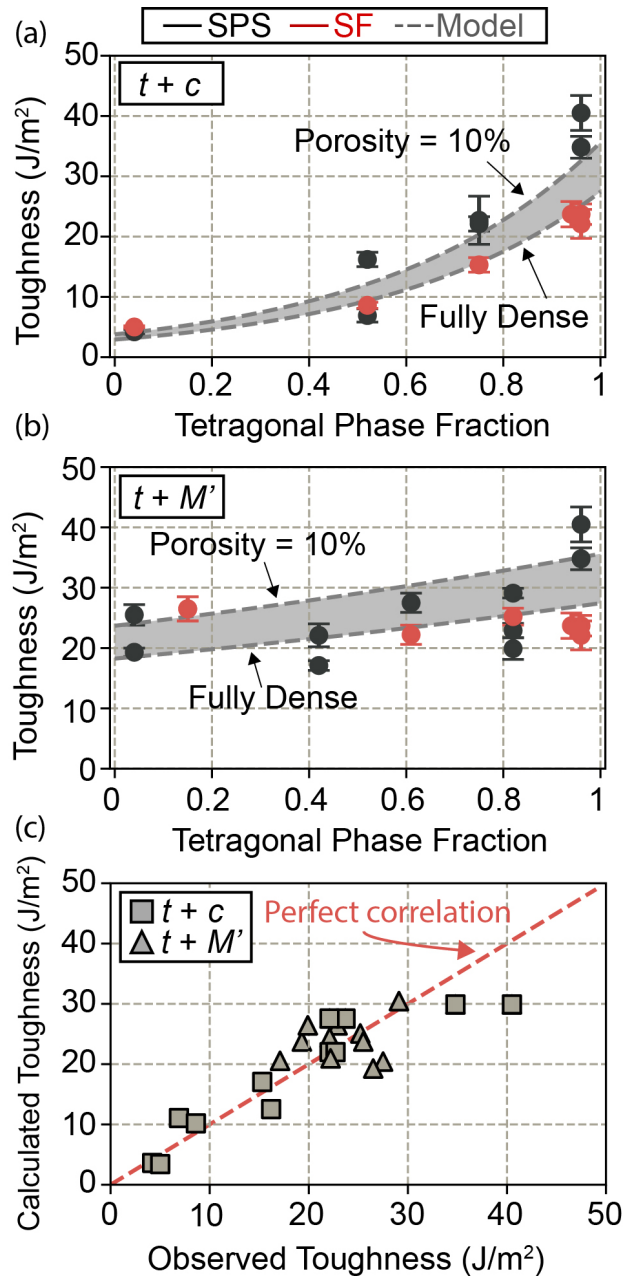 (a)
SPS SF Model
t + c
Toughness (J/m²)
50
40
30
20
10
0
Porosity = 10%
Fully Dense
0 0.2 0.4 0.6 0.8 1
Tetragonal Phase Fraction
(b)
t + M’
Toughness (J/m²)
50
40
30
20
10
0
Porosity = 10%
Fully Dense
0 0.2 0.4 0.6 0.8 1
Tetragonal Phase Fraction
(c)
t + c
t + M’
Perfect correlation
Calculated Toughness (J/m²)
50
40
30
20
10
0
0 10 20 30 40 50
Observed Toughness (J/m²)